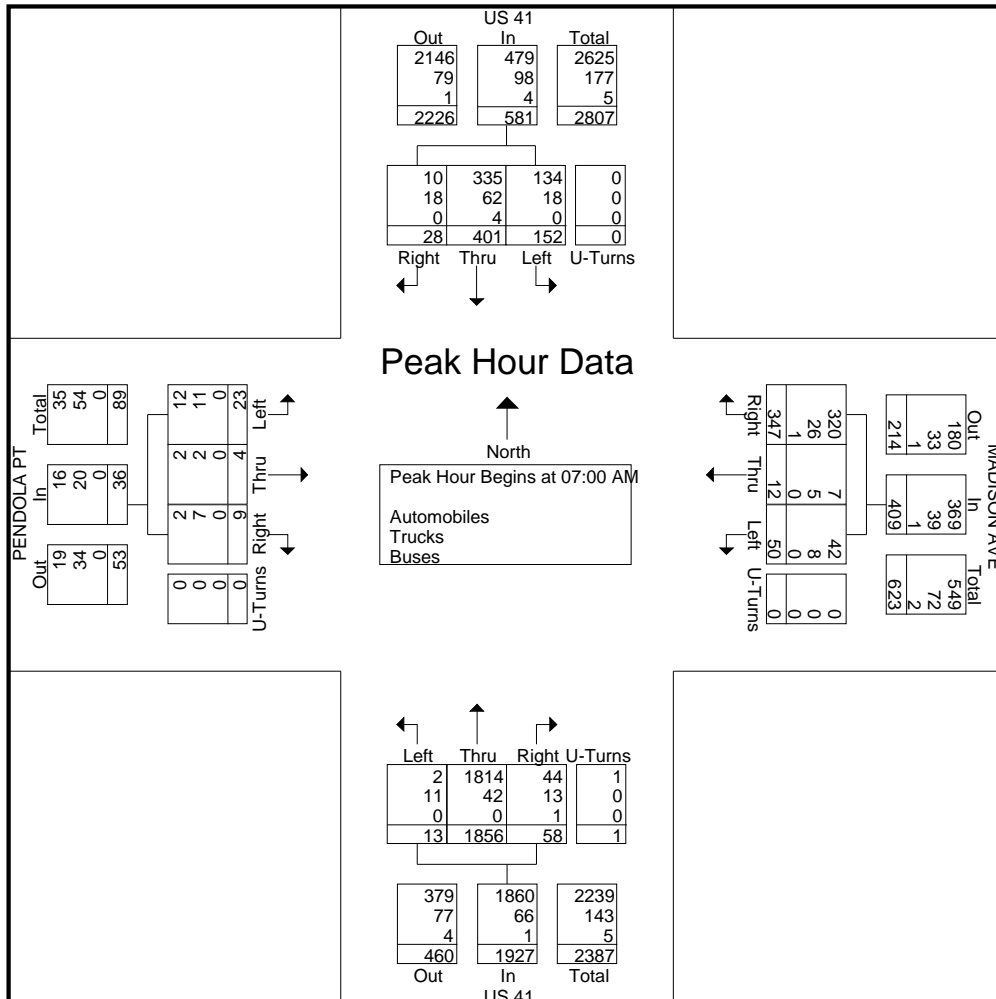 US 41
Out In Total
2146 479 2625
79 98 177
1 4 5
2226 581 2807
10 335 134 0
18 62 18 0
0 4 0 0
28 401 152 0
Right Thru Left U-Turns
Peak Hour Data
North
Peak Hour Begins at 07:00 AM
Automobiles
Trucks
Buses
PENDOLA PT
Out In Total
19 16 35
34 20 54
0 0 0
53 36 89
0 2 2 12
0 7 2 11
0 0 0 0
0 9 4 23
U-Turns Right Thru Left
MADISON AVE
Out In Total
180 369 549
33 39 72
1 1 2
214 409 623
320 7 42 0
26 5 8 0
1 0 0 0
347 12 50 0
Right Thru Left U-Turns
Left Thru Right U-Turns
2 1814 44 1
11 42 13 0
0 0 1 0
13 1856 58 1
379 1860 2239
77 66 143
4 1 5
460 1927 2387
Out In Total
US 41